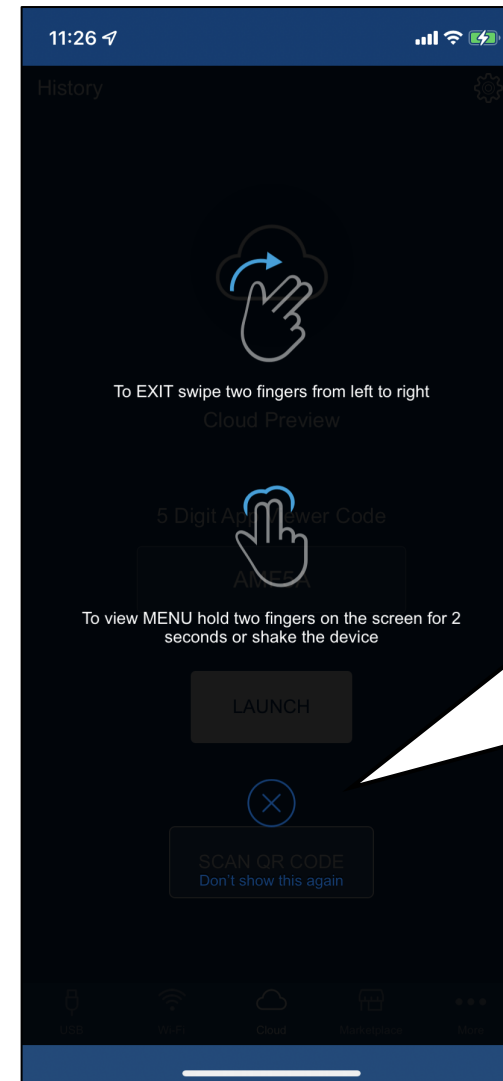 11:26
History
To EXIT swipe two fingers from left to right
Cloud Preview
5 Digit App Viewer Code
AMF5A
To view MENU hold two fingers on the screen for 2
seconds or shake the device
LAUNCH
SCAN QR CODE
Don't show this again
USB Wi-Fi Cloud Marketplace More